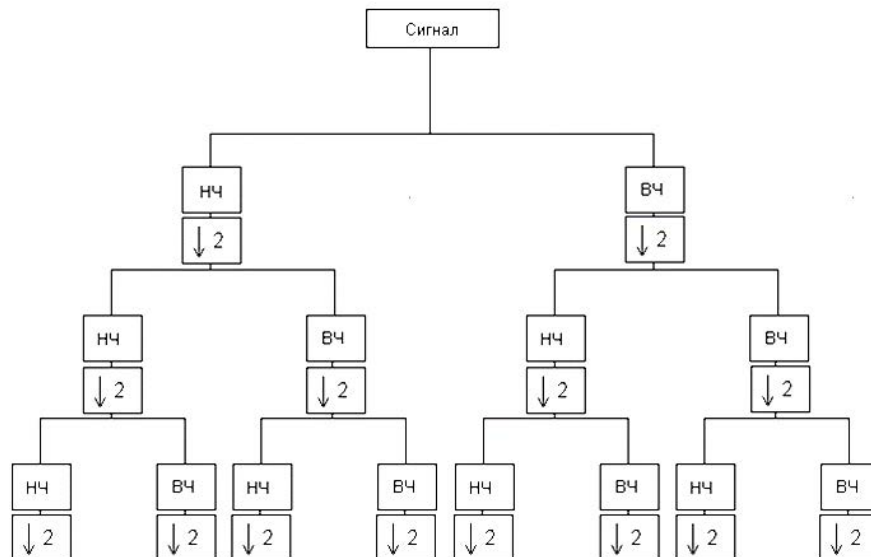 Сигнал
НЧ ВЧ
↓ 2 ↓ 2
НЧ ВЧ НЧ ВЧ
↓ 2 ↓ 2 ↓ 2 ↓ 2
НЧ ВЧ НЧ ВЧ НЧ ВЧ НЧ ВЧ
↓ 2 ↓ 2 ↓ 2 ↓ 2 ↓ 2 ↓ 2 ↓ 2 ↓ 2